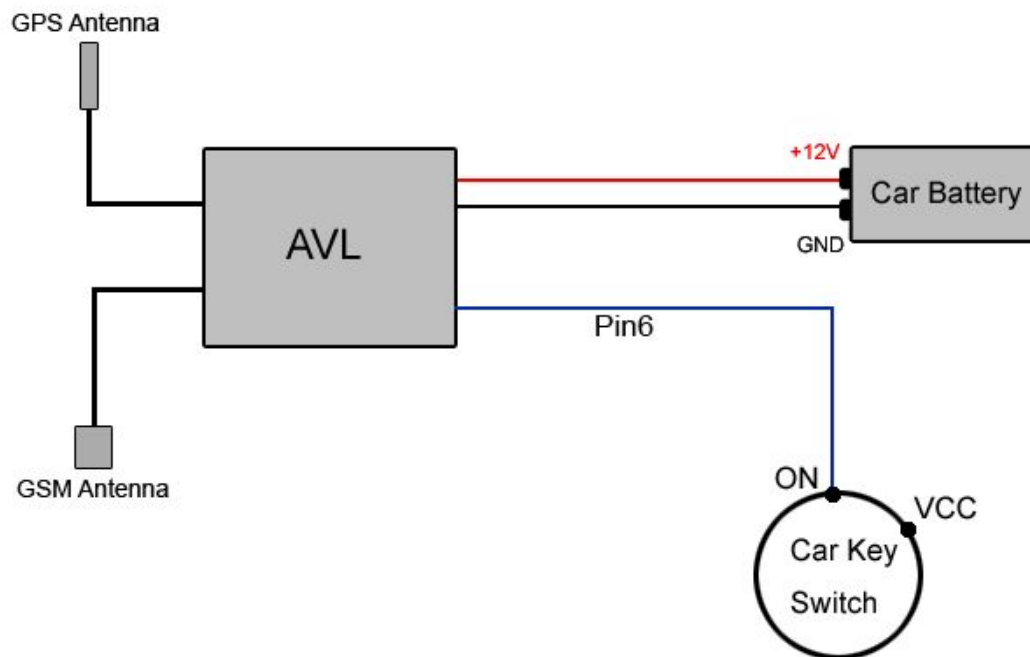 GPS Antenna
+12V
Car Battery
AVL
GND
Pin6
GSM Antenna
ON
VCC
Car Key
Switch